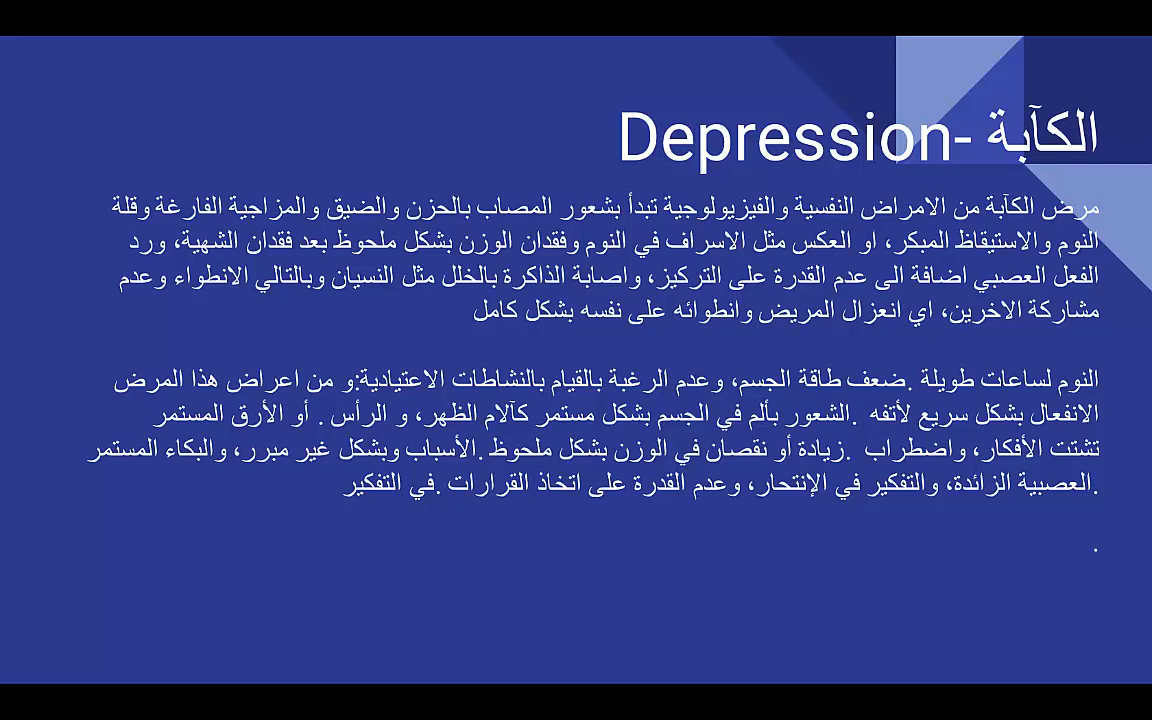 الكآبة -Depression
مرض الكآبة من الامراض النفسية والفيزيولوجية تبدأ بشعور المصاب بالحزن والضيق والمزاجية الفارغة وقلة
النوم والاستيقاظ المبكر، او العكس مثل الاسراف في النوم وفقدان الوزن بشكل ملحوظ بعد فقدان الشهية، ورد
الفعل العصبي اضافة الى عدم القدرة على التركيز، واصابة الذاكرة بالخلل مثل النسيان وبالتالي الانطواء وعدم
مشاركة الاخرين، اي انعزال المريض وانطوائه على نفسه بشكل كامل
النوم لساعات طويلة .ضعف طاقة الجسم، وعدم الرغبة بالقيام بالنشاطات الاعتيادية:و من اعراض هذا المرض
الانفعال بشكل سريع لأتفه .الشعور بألم في الجسم بشكل مستمر كآلام الظهر، و الرأس . أو الأرق المستمر
تشتت الأفكار، واضطراب .زيادة أو نقصان في الوزن بشكل ملحوظ .الأسباب وبشكل غير مبرر، والبكاء المستمر
.العصبية الزائدة، والتفكير في الإنتحار، وعدم القدرة على اتخاذ القرارات .في التفكير
.